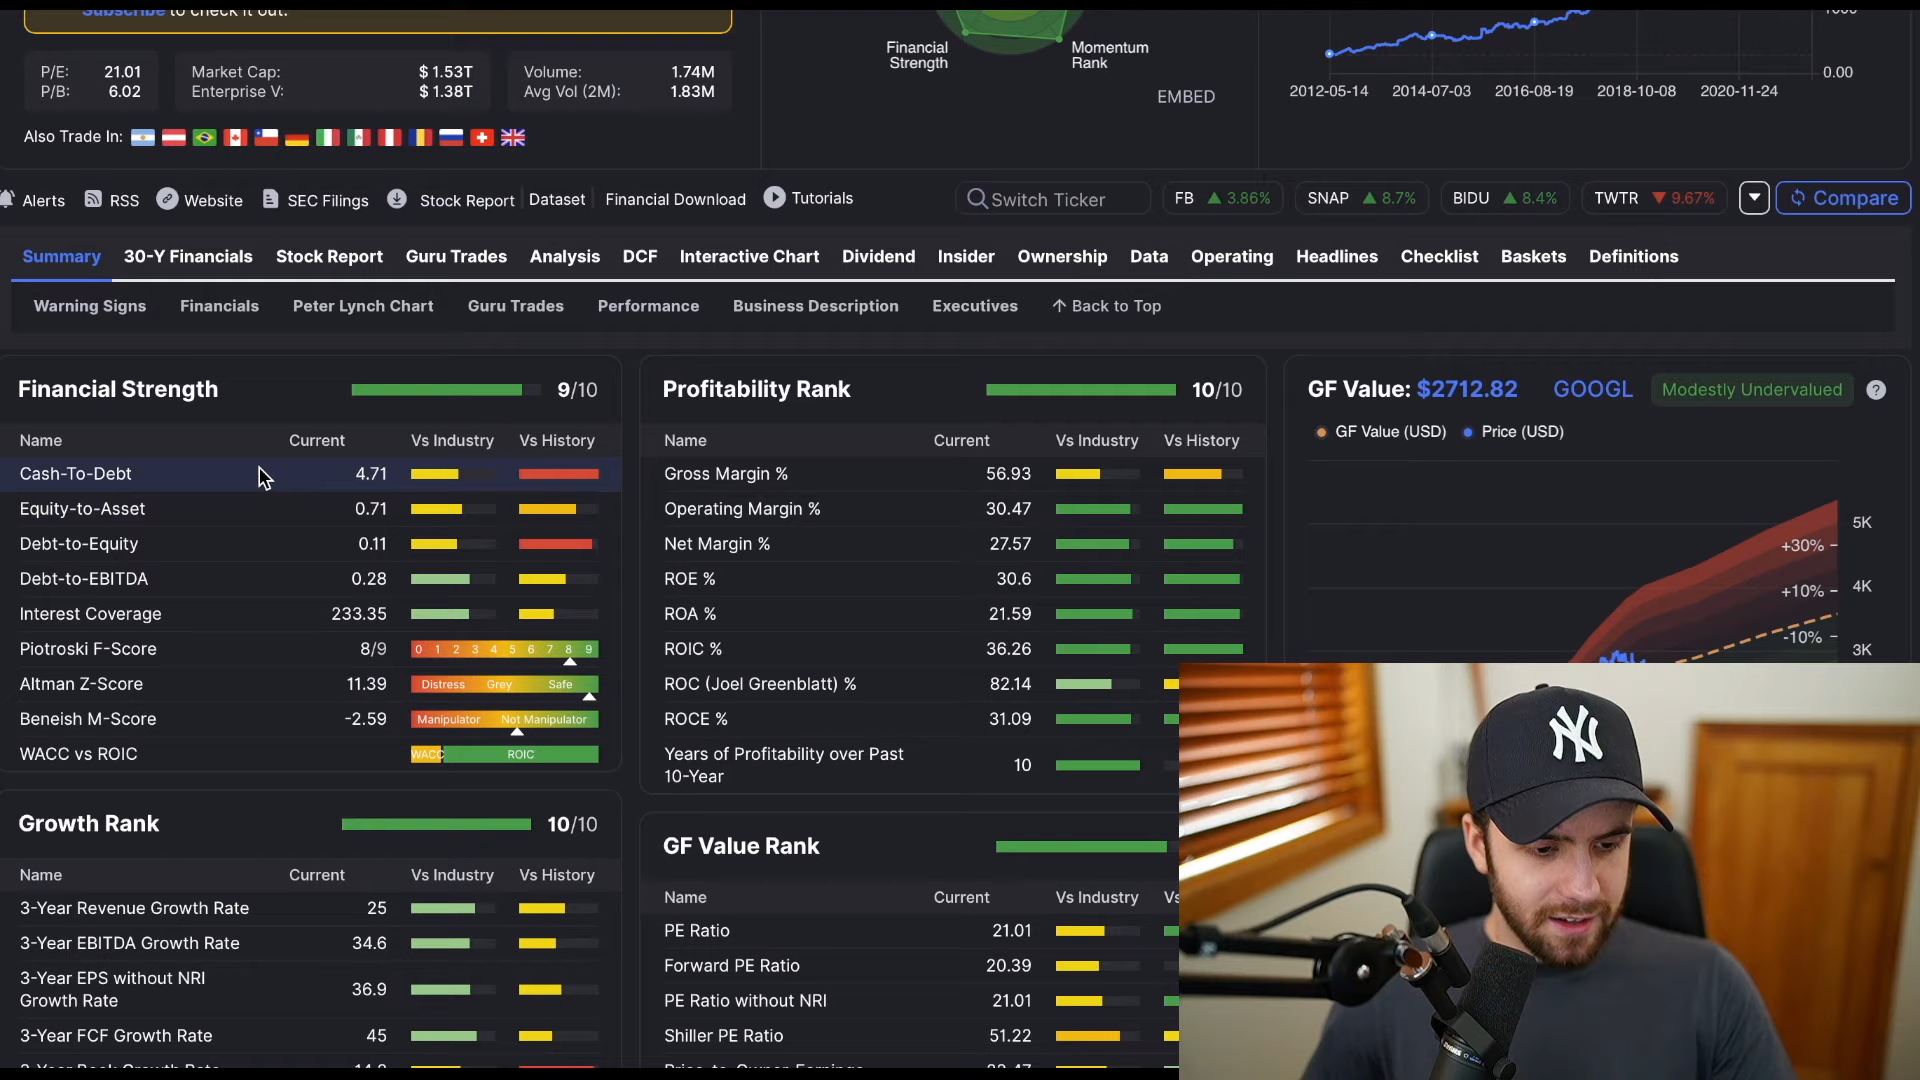 Subscribe to check it out.
P/E: 21.01
P/B: 6.02
Market Cap: $ 1.53T
Enterprise V: $ 1.38T
Volume: 1.74M
Avg Vol (2M): 1.83M
Also Trade In:
Financial Strength
Momentum Rank
EMBED
0.00
2012-05-14 2014-07-03 2016-08-19 2018-10-08 2020-11-24
Alerts RSS Website SEC Filings Stock Report Dataset Financial Download Tutorials
Switch Ticker FB 3.86% SNAP 8.7% BIDU 8.4% TWTR 9.67% Compare
Summary 30-Y Financials Stock Report Guru Trades Analysis DCF Interactive Chart Dividend Insider Ownership Data Operating Headlines Checklist Baskets Definitions
Warning Signs Financials Peter Lynch Chart Guru Trades Performance Business Description Executives Back to Top
Financial Strength 9/10
Name Current Vs Industry Vs History
Cash-To-Debt 4.71
Equity-to-Asset 0.71
Debt-to-Equity 0.11
Debt-to-EBITDA 0.28
Interest Coverage 233.35
Piotroski F-Score 8/9 0 1 2 3 4 5 6 7 8 9
Altman Z-Score 11.39 Distress Grey Safe
Beneish M-Score -2.59 Manipulator Not Manipulator
WACC vs ROIC WACC ROIC
Growth Rank 10/10
Name Current Vs Industry Vs History
3-Year Revenue Growth Rate 25
3-Year EBITDA Growth Rate 34.6
3-Year EPS without NRI
Growth Rate 36.9
3-Year FCF Growth Rate 45
Profitability Rank 10/10
Name Current Vs Industry Vs History
Gross Margin % 56.93
Operating Margin % 30.47
Net Margin % 27.57
ROE % 30.6
ROA % 21.59
ROIC % 36.26
ROC (Joel Greenblatt) % 82.14
ROCE % 31.09
Years of Profitability over Past
10-Year 10
GF Value Rank
Name Current Vs Industry
PE Ratio 21.01
Forward PE Ratio 20.39
PE Ratio without NRI 21.01
Shiller PE Ratio 51.22
GF Value: $2712.82 GOOGL Modestly Undervalued ?
GF Value (USD) Price (USD)
5K
+30%
4K
+10%
-10%
3K
NY